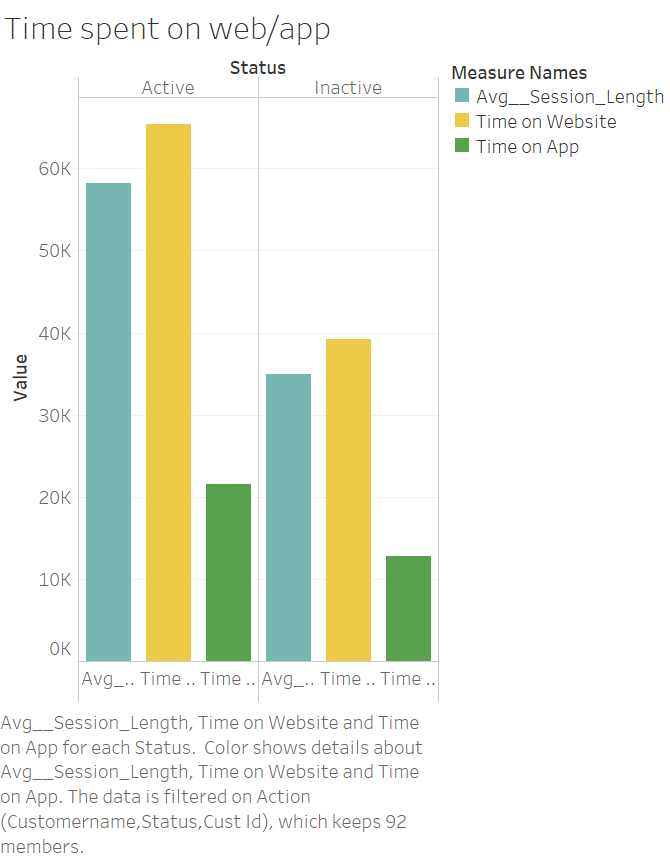 Time spent on web/app
Status
Active Inactive
Measure Names
Avg__Session_Length
Time on Website
Time on App
60K
50K
40K
30K
20K
10K
0K
Value
Avg_.. Time .. Time .. Avg_.. Time .. Time ..
Avg__Session_Length, Time on Website and Time
on App for each Status.  Color shows details about
Avg__Session_Length, Time on Website and Time
on App. The data is filtered on Action
(Customername,Status,Cust Id), which keeps 92
members.